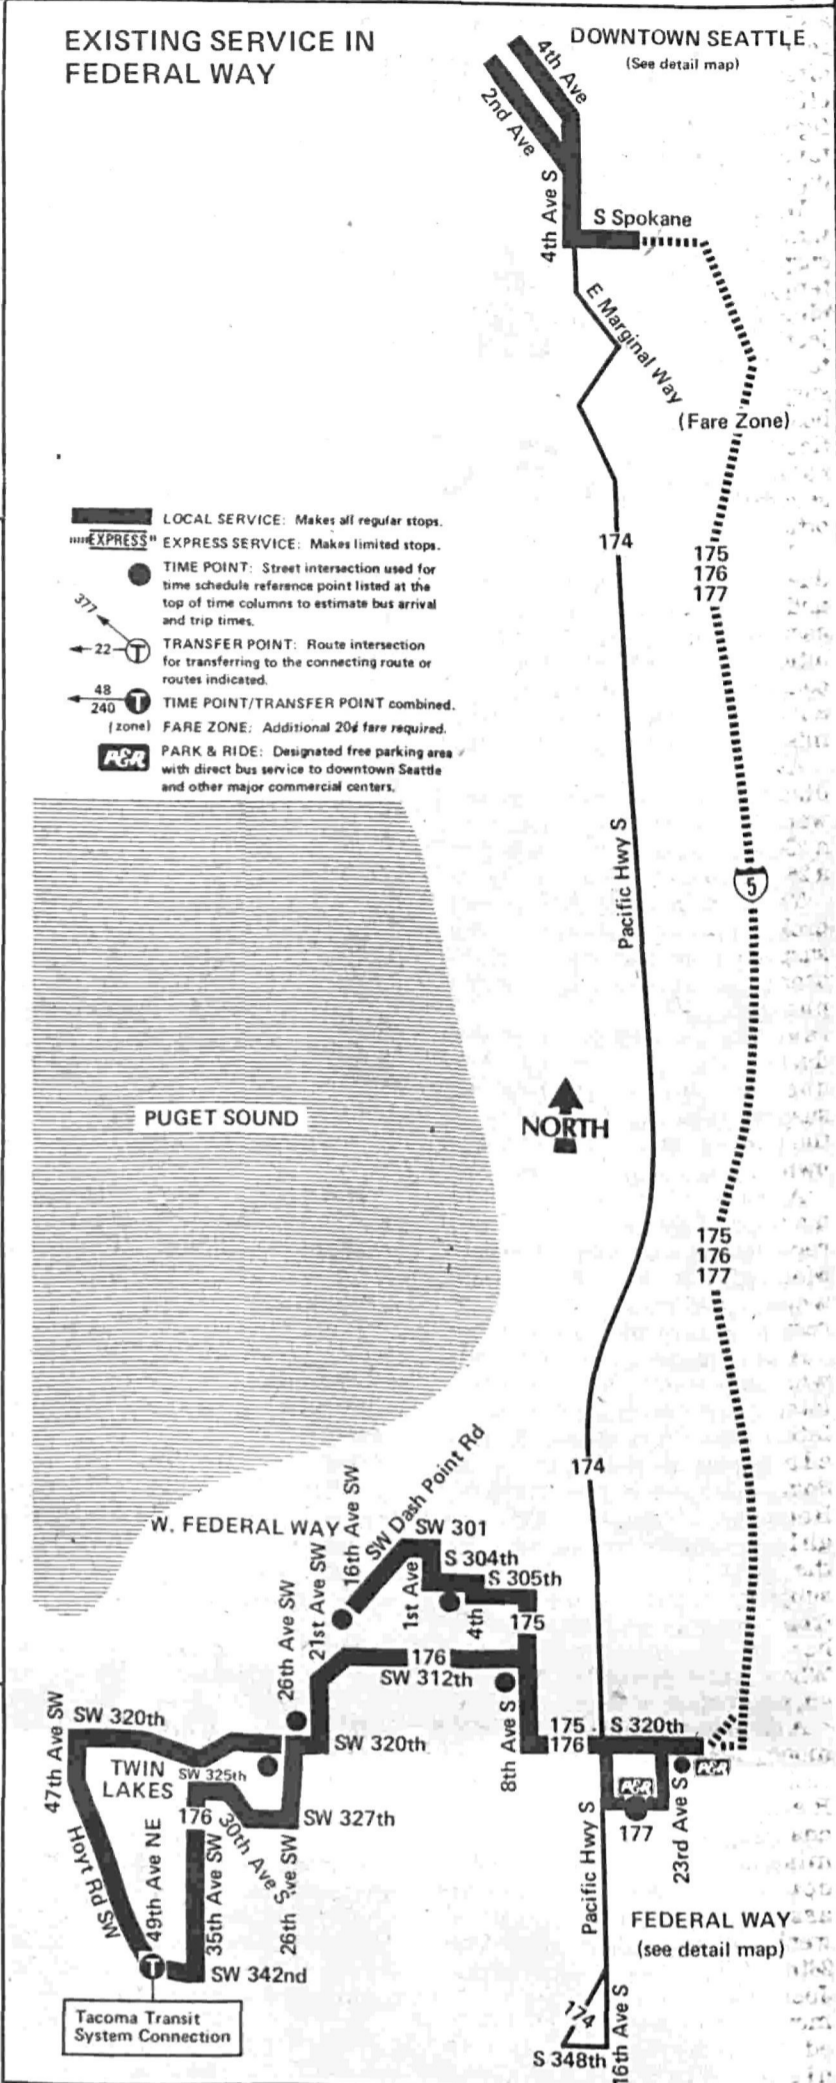 EXISTING SERVICE IN
FEDERAL WAY
DOWNTOWN SEATTLE
(See detail map)
4th Ave
2nd Ave
4th Ave S
S Spokane
E Marginal Way
(Fare Zone)
LOCAL SERVICE: Makes all regular stops.
EXPRESS
EXPRESS SERVICE: Makes limited stops.
TIME POINT: Street intersection used for
time schedule reference point listed at the
top of time columns to estimate bus arrival
and trip times.
377
22
T
TRANSFER POINT: Route intersection
for transferring to the connecting route or
routes indicated.
48
240
T
TIME POINT/TRANSFER POINT combined.
(zone) FARE ZONE: Additional 20¢ fare required.
P&R
PARK & RIDE: Designated free parking area
with direct bus service to downtown Seattle
and other major commercial centers.
174
175
176
177
Pacific Hwy S
5
PUGET SOUND
NORTH
175
176
177
174
W. FEDERAL WAY
16th Ave SW
SW Dash Point Rd
SW 301
S 304th
S 305th
1st Ave
4th
175
21st Ave SW
26th Ave SW
176
SW 312th
8th Ave S
47th Ave SW
SW 320th
SW 320th
175
176
S 320th
TWIN
LAKES
SW 325th
176
30th Ave S
SW 327th
P&R
P&R
177
23rd Ave S
Hoyt Rd SW
49th Ave NE
35th Ave SW
26th Ave SW
Pacific Hwy S
FEDERAL WAY
(see detail map)
T
SW 342nd
Tacoma Transit
System Connection
174
S 348th
16th Ave S